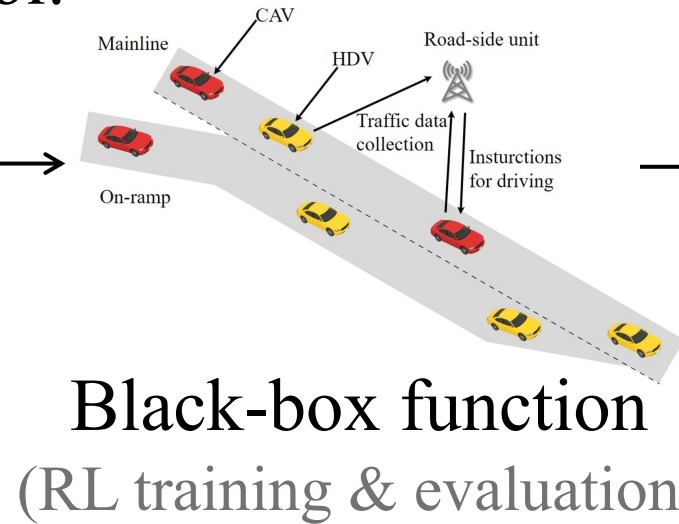 CAV
Mainline
Road-side unit
HDV
Traffic data
collection
Insturctions
for driving
On-ramp
Black-box function
(RL training & evaluation